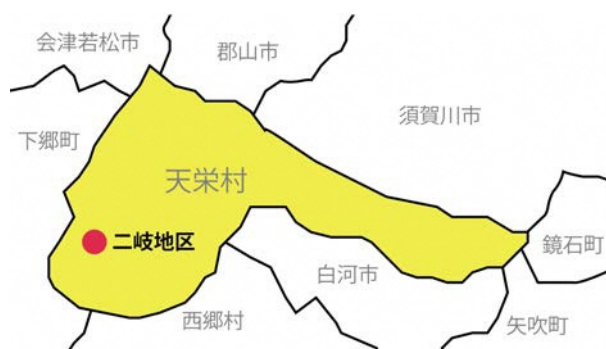 会津若松市
郡山市
須賀川市
下郷町
天栄村
二岐地区
鏡石町
白河市
西郷村
矢吹町